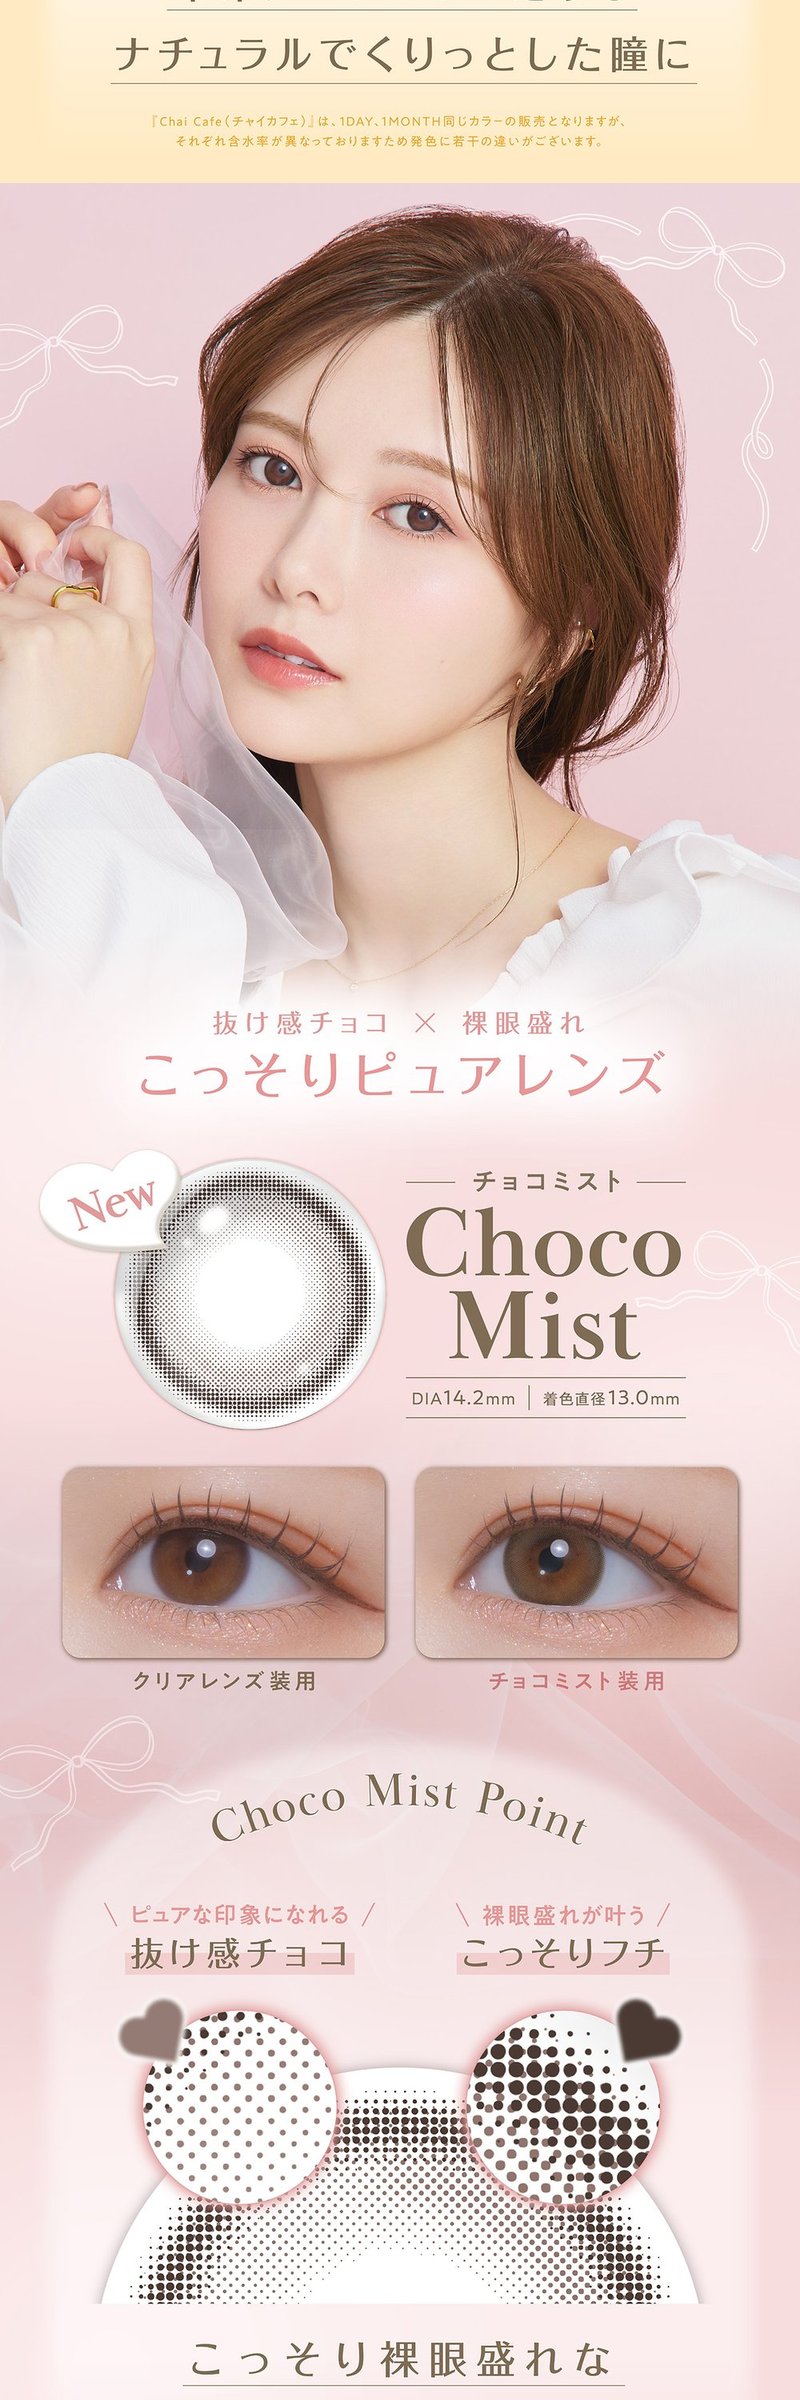 ナチュラルでくりっとした瞳に
『Chai Cafe(チャイカフェ)』は、1DAY、1MONTH同じカラーの販売となりますが、
それぞれ含水率が異なっておりますため発色に若干の違いがございます。
抜け感チョコ × 裸眼盛れ
こっそりピュアレンズ
New
チョコミスト
Choco
Mist
DIA14.2mm | 着色直径13.0mm
クリアレンズ装用
チョコミスト装用
Choco Mist Point
\ ピュアな印象になれる /
抜け感チョコ
\ 裸眼盛れが叶う /
こっそりフチ
こっそり裸眼盛れな